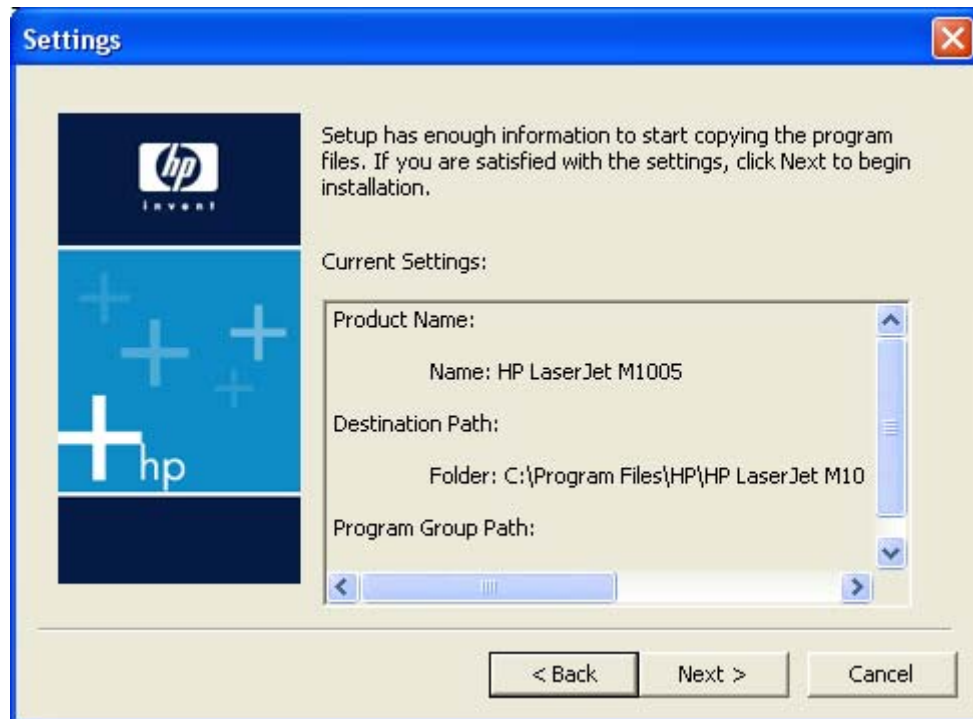 Settings
hp
invent
Setup has enough information to start copying the program
files. If you are satisfied with the settings, click Next to begin
installation.
Current Settings:
Product Name:
Name: HP LaserJet M1005
Destination Path:
Folder: C:\Program Files\HP\HP LaserJet M10
Program Group Path:
hp
< Back
Next >
Cancel